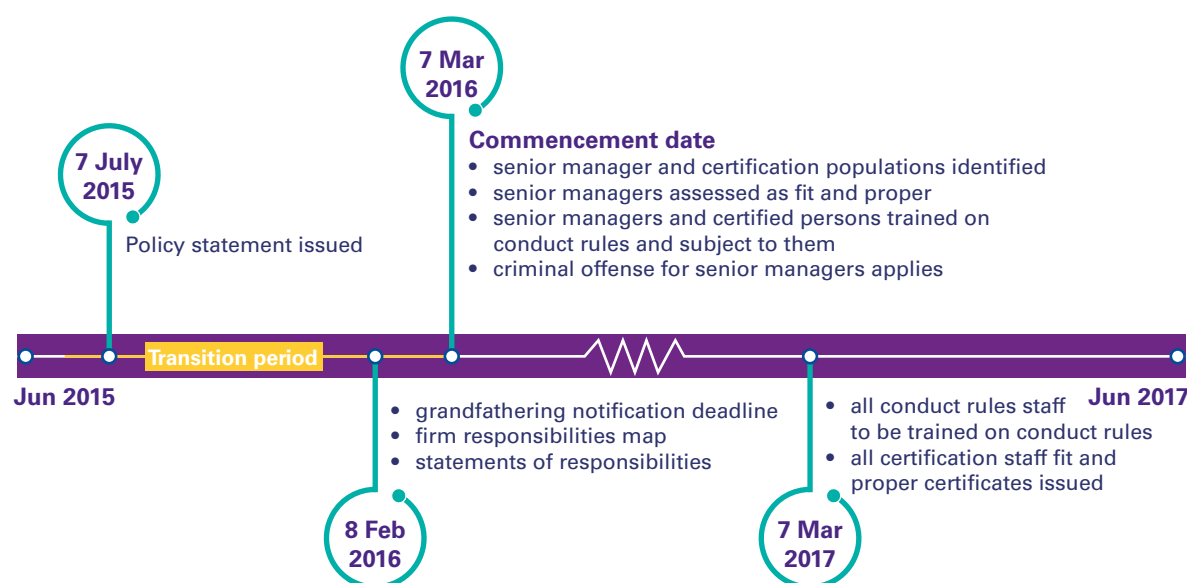 7 Mar
2016
Commencement date
• senior manager and certification populations identified
• senior managers assessed as fit and proper
• senior managers and certified persons trained on
conduct rules and subject to them
• criminal offense for senior managers applies
7 July
2015
Policy statement issued
Transition period
Jun 2015
Jun 2017
• grandfathering notification deadline
• firm responsibilities map
• statements of responsibilities
8 Feb
2016
• all conduct rules staff
to be trained on conduct rules
• all certification staff fit and
proper certificates issued
7 Mar
2017